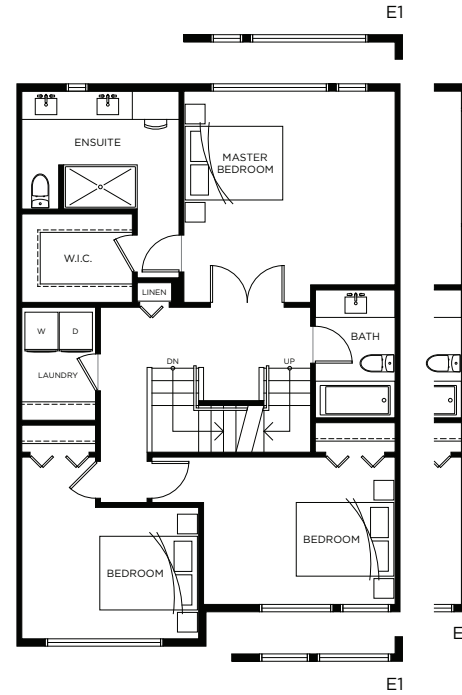 E1
ENSUITE
MASTER
BEDROOM
W.I.C.
LINEN
W D
BATH
DN UP
LAUNDRY
BEDROOM
BEDROOM
E
E1